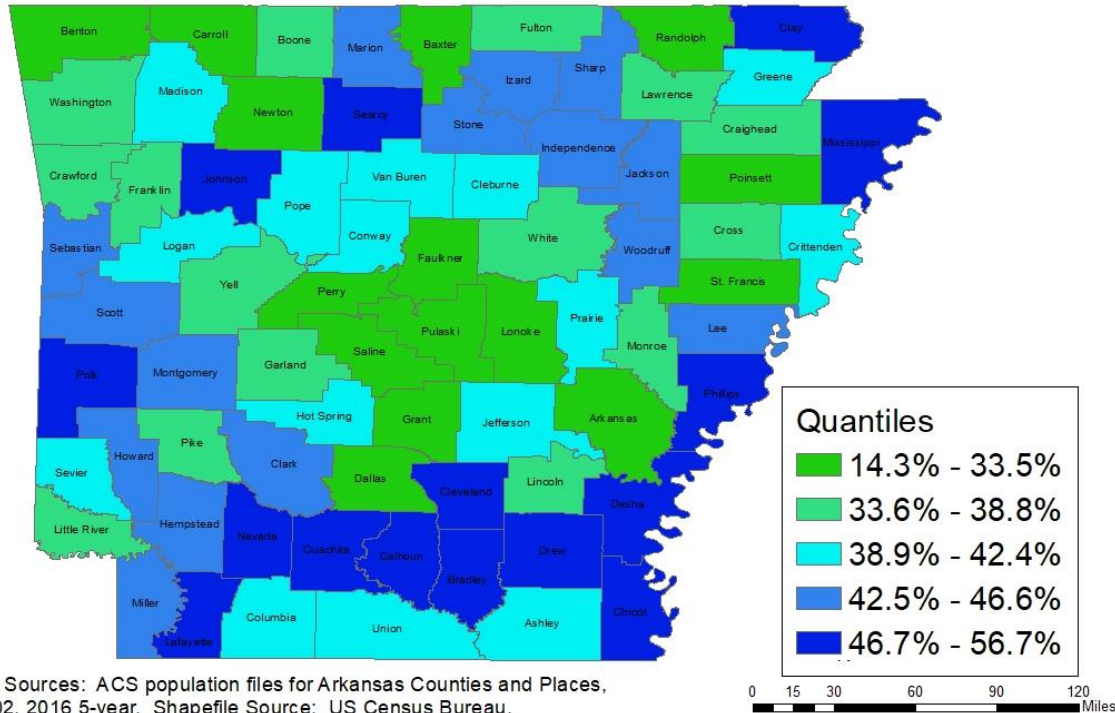 Benton
Carroll
Boone
Marion
Baxter
Fulton
Randolph
Clay
Washington
Madison
Newton
Searcy
Stone
Izard
Sharp
Lawrence
Greene
Craighead
Mississippi
Crawford
Franklin
Johnson
Pope
Van Buren
Cleburne
Independence
Jackson
Poinsett
Sebastian
Logan
Conway
Faulkner
White
Woodruff
Cross
Crittenden
Scott
Yell
Perry
Pulaski
Lonoke
Prairie
St. Francis
Monroe
Lee
Polk
Montgomery
Garland
Saline
Hot Spring
Grant
Jefferson
Arkansas
Phillips
Sevier
Howard
Pike
Clark
Dallas
Cleveland
Lincoln
Desha
Little River
Hempstead
Nevada
Ouachita
Calhoun
Bradley
Drew
Miller
Lafayette
Columbia
Union
Ashley
Chicot
Quantiles
14.3% - 33.5%
33.6% - 38.8%
38.9% - 42.4%
42.5% - 46.6%
46.7% - 56.7%
Sources: ACS population files for Arkansas Counties and Places,
02, 2016 5-year. Shapefile Source: US Census Bureau.
0 15 30 60 90 120
Miles